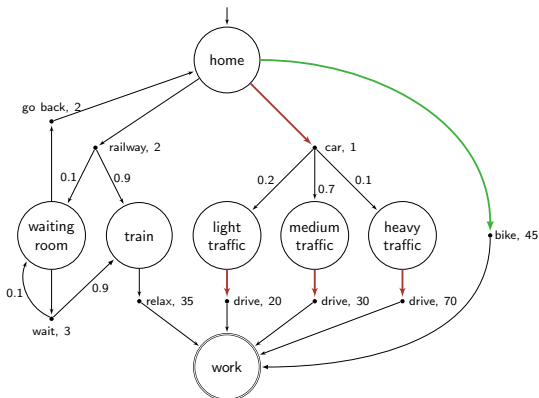 home
go back, 2
railway, 2
car, 1
0.1
0.9
0.2
0.7
0.1
waiting
room
train
light
traffic
medium
traffic
heavy
traffic
bike, 45
0.1
0.9
wait, 3
relax, 35
drive, 20
drive, 30
drive, 70
work